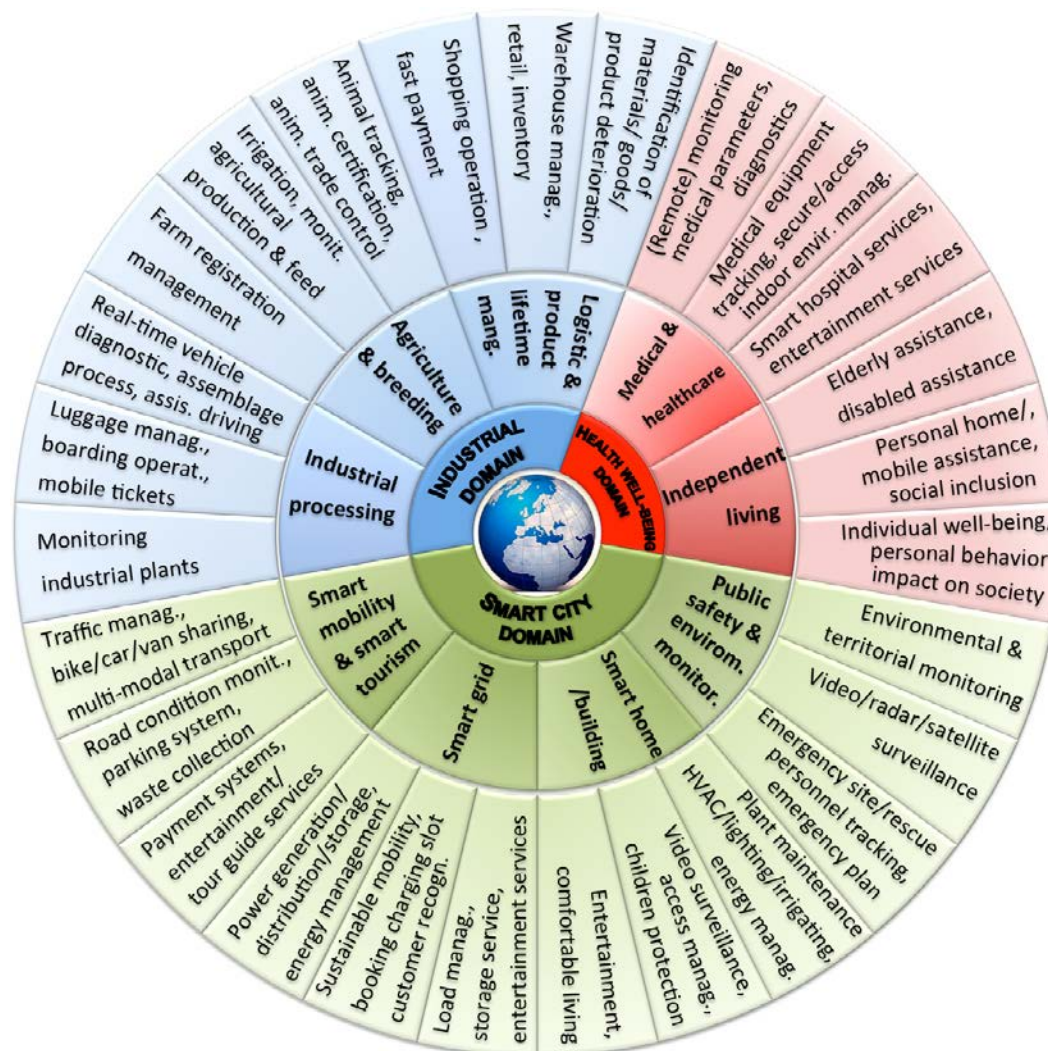 INDUSTRIAL
DOMAIN
HEALTH WELL-BEING
DOMAIN
SMART CITY
DOMAIN
Logistic &
product
lifetime
mang.
Agriculture
& breeding
Industrial
processing
Medical &
healthcare
Independent
living
Public
safety &
environm.
monitor.
Smart home
/building
Smart grid
Smart
mobility
& smart
tourism
Identification of
materials/ goods/
product deterioration
Warehouse manag.,
retail, inventory
Shopping operation ,
fast payment
Animal tracking,
anim. certification,
anim. trade control
Irrigation, monit.
agricultural
production & feed
Farm registration
management
Real-time vehicle
diagnostic, assemblage
process, assis. driving
Luggage manag.,
boarding operat.,
mobile tickets
Monitoring
industrial plants
(Remote) monitoring
medical parameters,
diagnostics
Medical equipment
tracking, secure/access
indoor envir. manag.
Smart hospital services,
entertainment services
Elderly assistance,
disabled assistance
Personal home/,
mobile assistance,
social inclusion
Individual well-being,
personal behavior
impact on society
Environmental &
territorial monitoring
Video/radar/satellite
surveillance
Emergency site/rescue
personnel tracking,
emergency plan
Plant maintenance
HVAC/lighting/irrigating,
energy manag.
Video surveillance,
access manag.,
children protection
Entertainment,
comfortable living
Load manag.,
storage service,
entertainment services
Sustainable mobility,
booking charging slot
customer recogn.
Power generation/
distribution/storage,
energy management
Payment systems,
entertainment/
tour guide services
Road condition monit.,
parking system,
waste collection
Traffic manag.,
bike/car/van sharing,
multi-modal transport